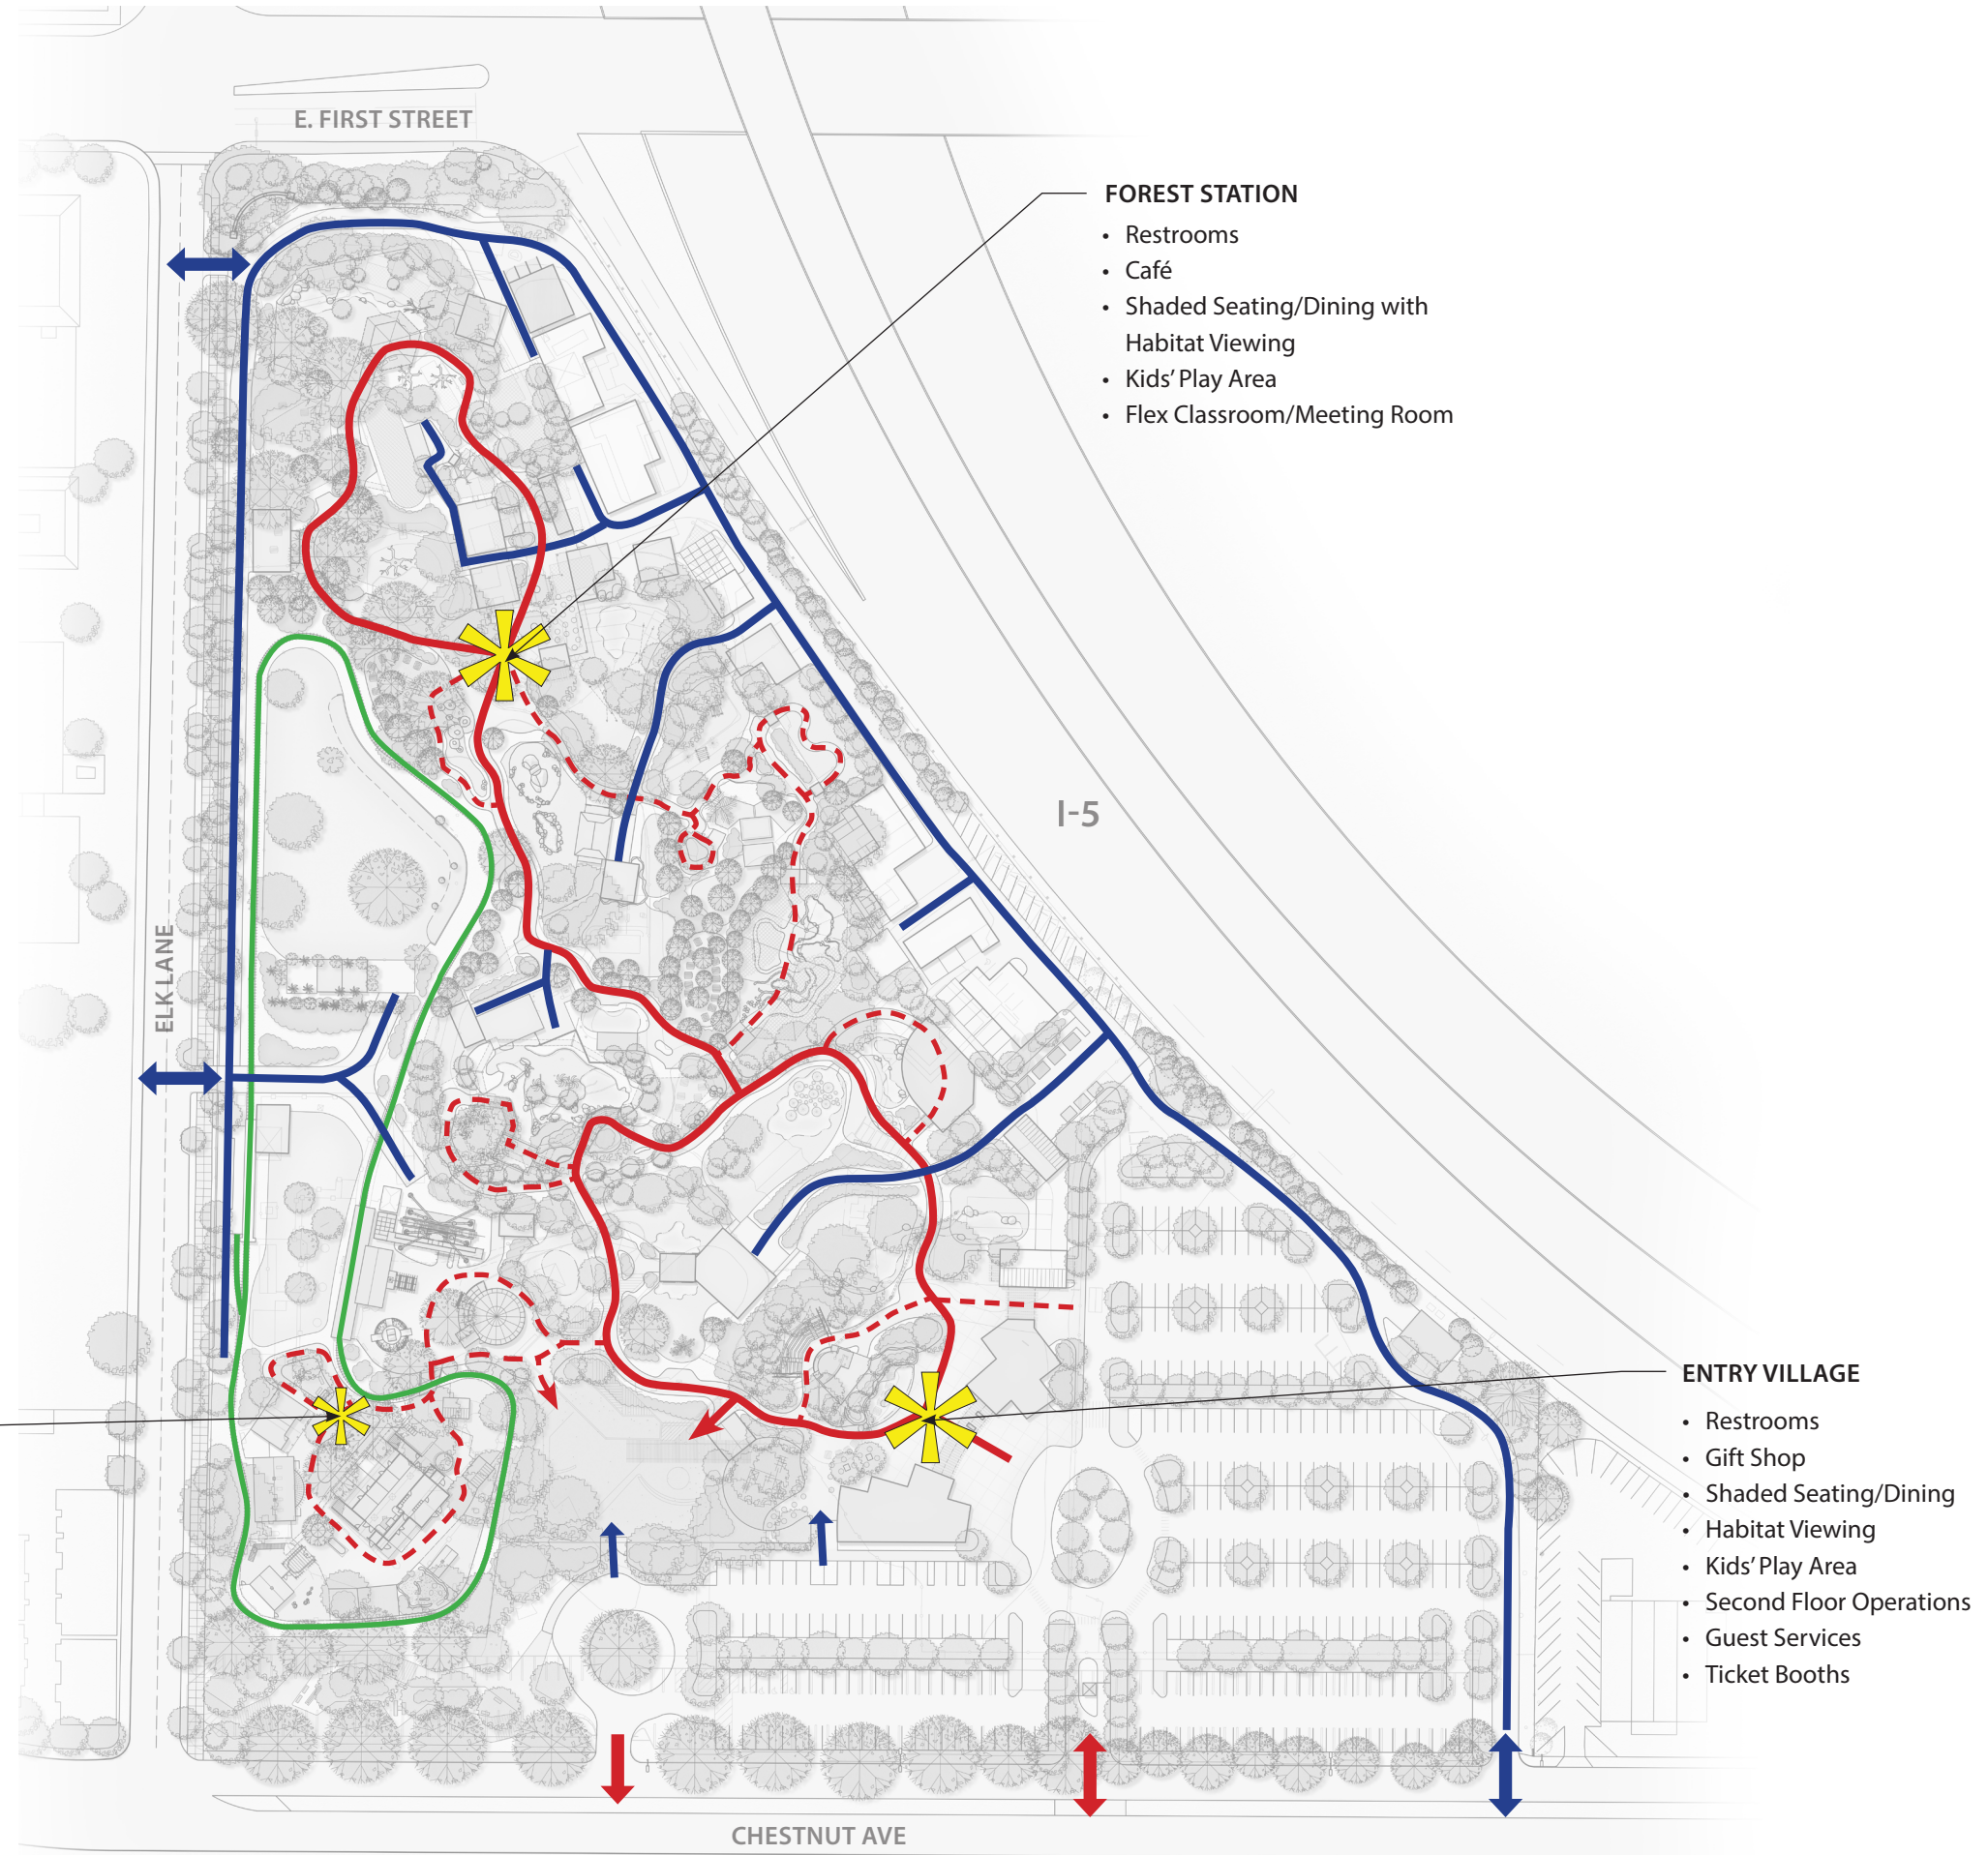 E. FIRST STREET
FOREST STATION
• Restrooms
• Café
• Shaded Seating/Dining with
Habitat Viewing
• Kids' Play Area
• Flex Classroom/Meeting Room
I-5
ELK LANE
ENTRY VILLAGE
• Restrooms
• Gift Shop
• Shaded Seating/Dining
• Habitat Viewing
• Kids' Play Area
• Second Floor Operations
• Guest Services
• Ticket Booths
CHESTNUT AVE